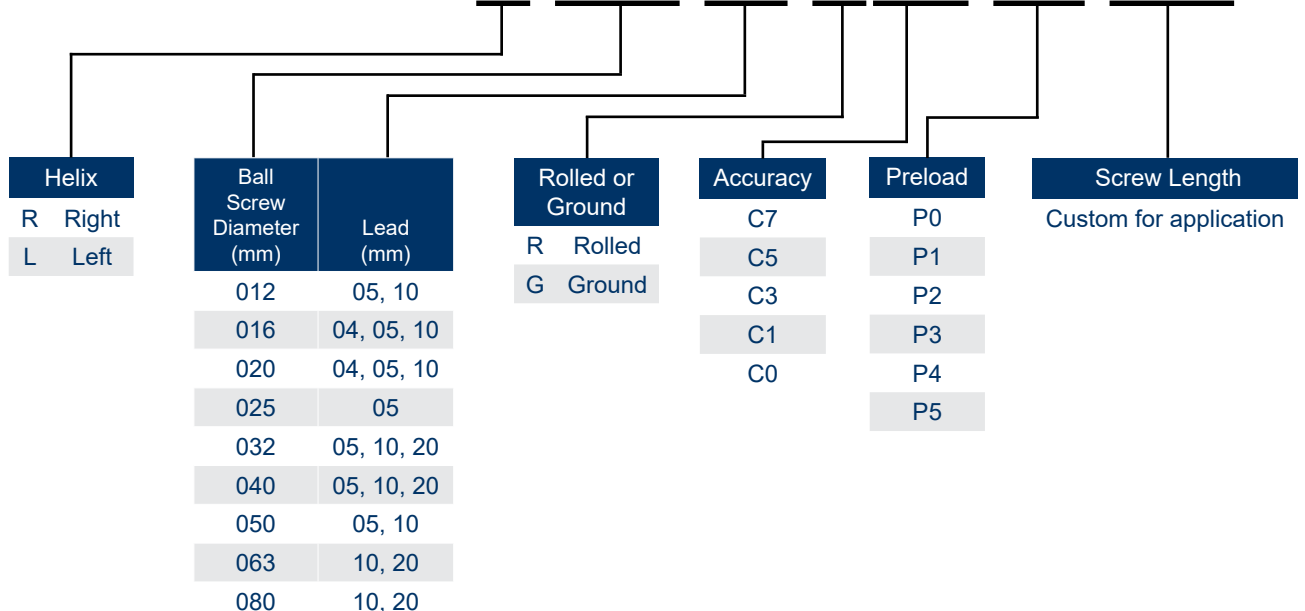 Helix
R Right
L Left
Ball
Screw
Diameter
(mm)
Lead
(mm)
012 05, 10
016 04, 05, 10
020 04, 05, 10
025 05
032 05, 10, 20
040 05, 10, 20
050 05, 10
063 10, 20
080 10, 20
Rolled or
Ground
R Rolled
G Ground
Accuracy
C7
C5
C3
C1
C0
Preload
P0
P1
P2
P3
P4
P5
Screw Length
Custom for application